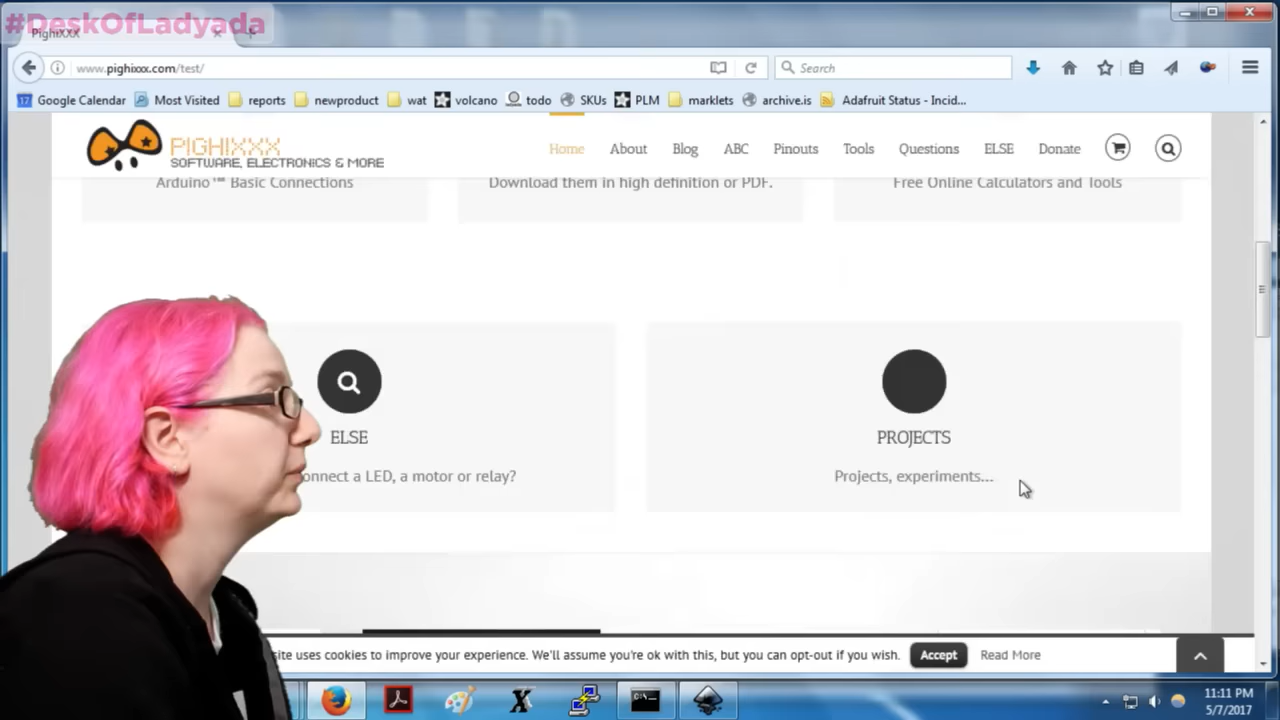 #DeskOfLadyada
PighiXXX
www.pighixxx.com/test/
Search
Google Calendar Most Visited reports newproduct wat volcano todo SKUs PLM marklets archive.is Adafruit Status - Incid...
PIGHIXXX
SOFTWARE, ELECTRONICS & MORE
Home About Blog ABC Pinouts Tools Questions ELSE Donate
Arduino™ Basic Connections
Download them in high definition or PDF.
Free Online Calculators and Tools
ELSE
onnect a LED, a motor or relay?
PROJECTS
Projects, experiments...
site uses cookies to improve your experience. We'll assume you're ok with this, but you can opt-out if you wish. Accept Read More
11:11 PM
5/7/2017